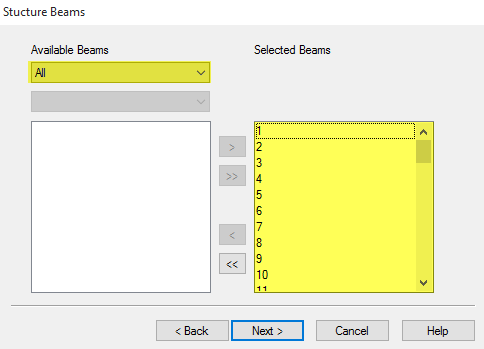 Stucture Beams
Available Beams
Selected Beams
All
1
2
3
4
5
6
7
8
9
10
11
>
>>
<
<<
< Back
Next >
Cancel
Help